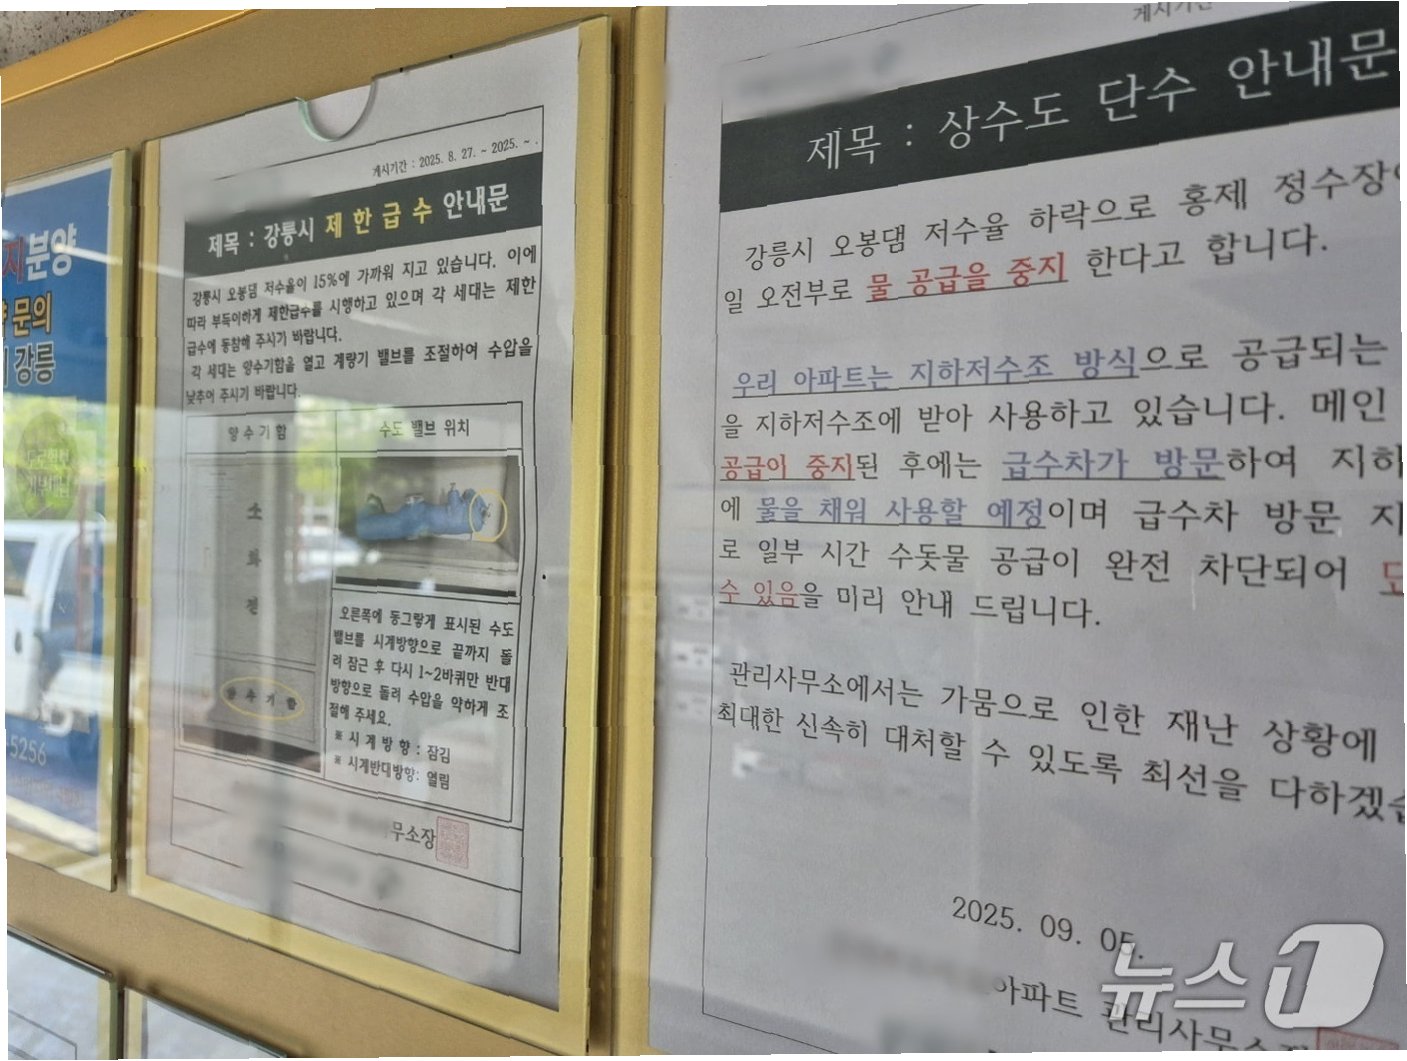 지분양
문의
강릉
5256
게시기간 : 2025. 8. 27. ~ 2025. ~ .
제목 : 강릉시 제 한 급 수 안내문
강릉시 오봉댐 저수율이 15%에 가까워 지고 있습니다. 이에
따라 부득이하게 제한급수를 시행하고 있으며 각 세대는 제한
급수에 동참해 주시기 바랍니다.
각 세대는 양수기함을 열고 계량기 밸브를 조절하여 수압을
낮추어 주시기 바랍니다.
양 수 기 함
수도 밸브 위치
소
화
전
양 수 기 함
오른쪽에 동그랗게 표시된 수도
밸브를 시계방향으로 끝까지 돌
려 잠근 후 다시 1~2바퀴만 반대
방향으로 돌려 수압을 약하게 조
절해 주세요.
※ 시 계 방 향 : 잠김
※ 시계반대방향: 열림
무소장
게시기간
제목 : 상수도 단수 안내문
강릉시 오봉댐 저수율 하락으로 홍제 정수장
일 오전부로 물 공급을 중지 한다고 합니다.
우리 아파트는 지하저수조 방식으로 공급되는
을 지하저수조에 받아 사용하고 있습니다. 메인
공급이 중지된 후에는 급수차가 방문하여 지하
에 물을 채워 사용할 예정이며 급수차 방문 지
로 일부 시간 수돗물 공급이 완전 차단되어
수 있음을 미리 안내 드립니다.
관리사무소에서는 가뭄으로 인한 재난 상황에
최대한 신속히 대처할 수 있도록 최선을 다하겠습
2025. 09. 05.
아파트 관리사무소
뉴스1